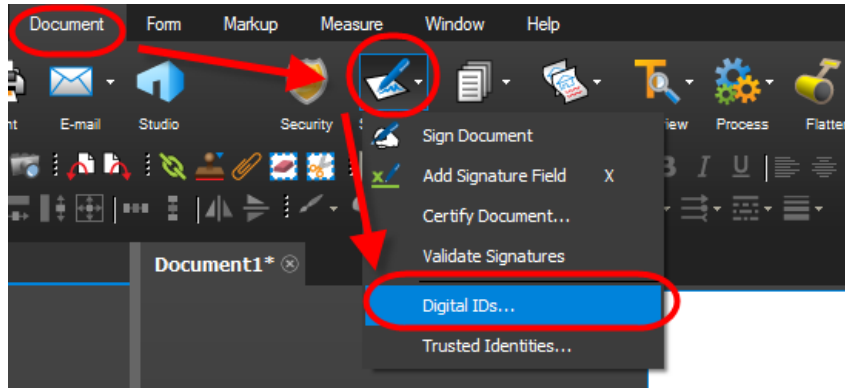 Document Form Markup Measure Window Help
E-mail Studio Security Process
Sign Document
Add Signature Field X
B I U
Certify Document...
Document1*
Validate Signatures
Digital IDs...
Trusted Identities...